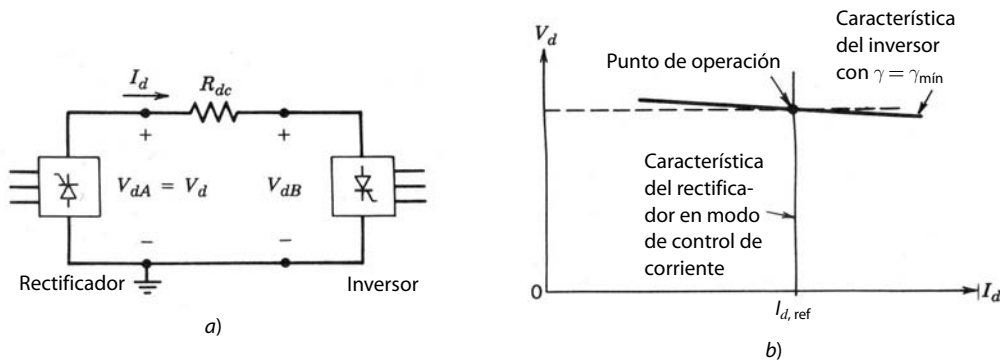 I_d
R_dc
+
+
V_dA = V_d
V_dB
−
−
Rectificador
Inversor
a)
V_d
Característica
del inversor
con γ = γ_mín
Punto de operación
Característica
del rectifica-
dor en modo
de control de
corriente
0
I_d, ref
I_d
b)